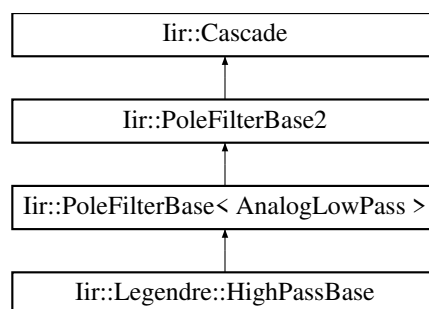 Iir::Cascade
Iir::PoleFilterBase2
Iir::PoleFilterBase< AnalogLowPass >
Iir::Legendre::HighPassBase